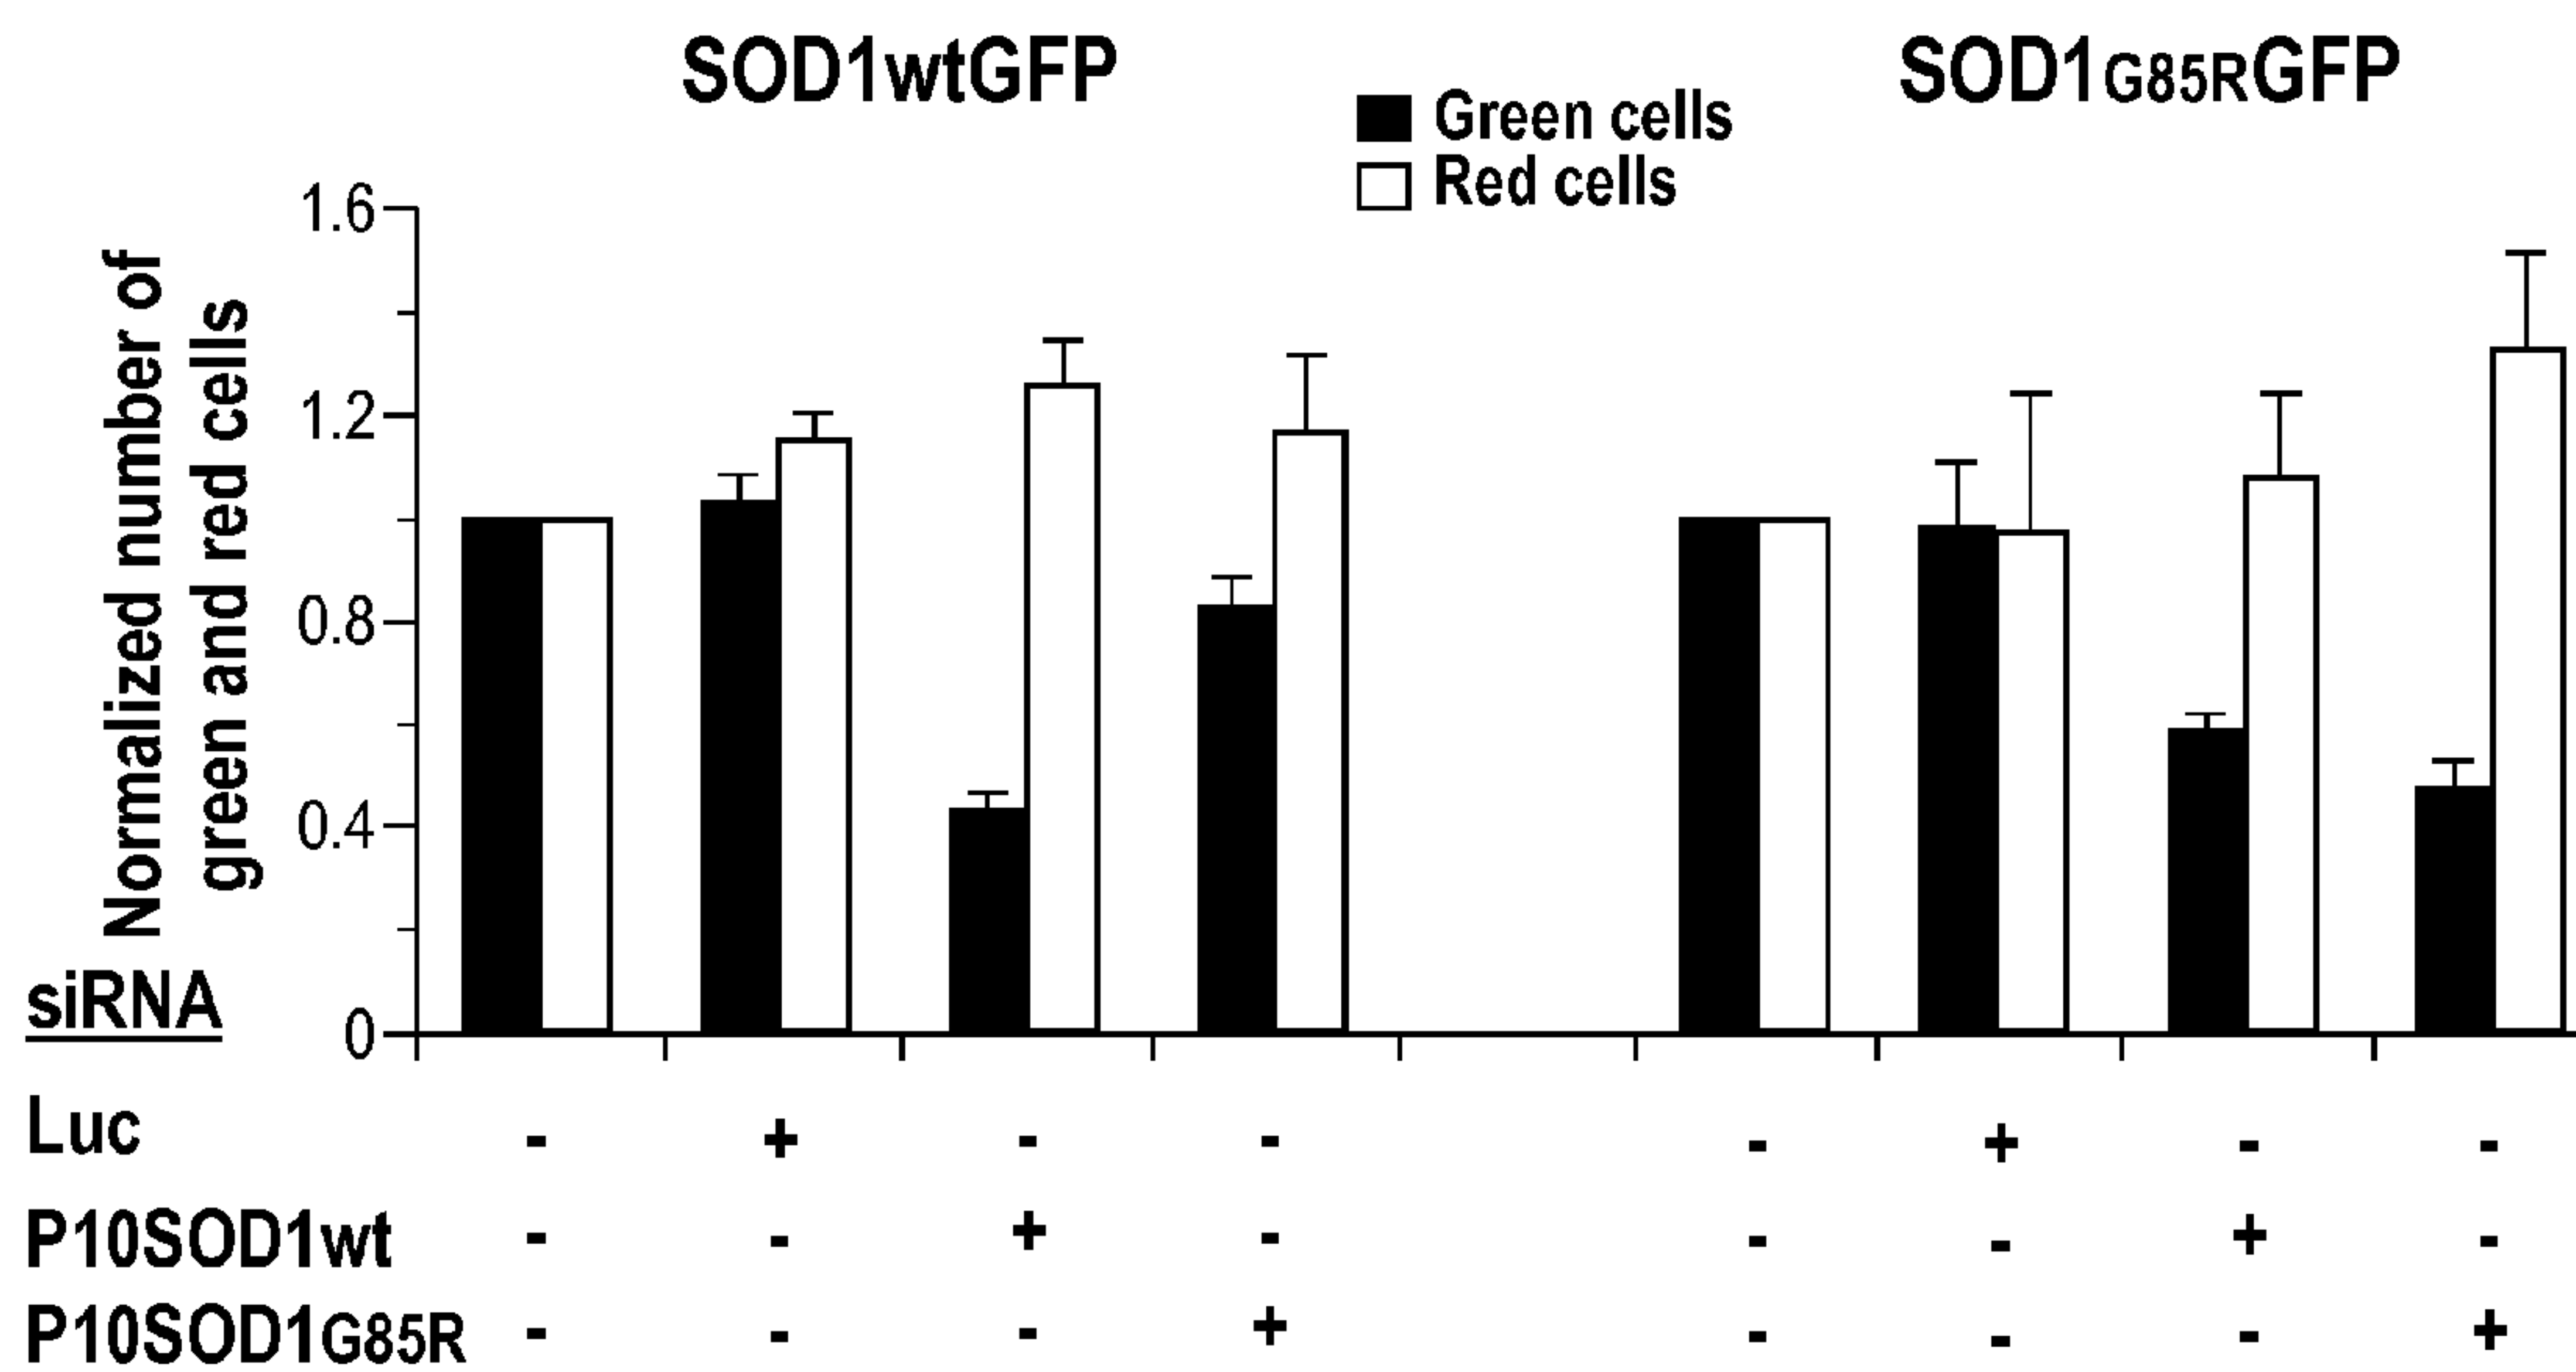 SOD1wtGFP
SOD1G85RGFP
Green cells
Red cells
Normalized number of
green and red cells
1.6
1.2
0.8
0.4
0
siRNA
Luc - + - - - + - -
P10SOD1wt - - + - - - + -
P10SOD1G85R - - - + - - - +